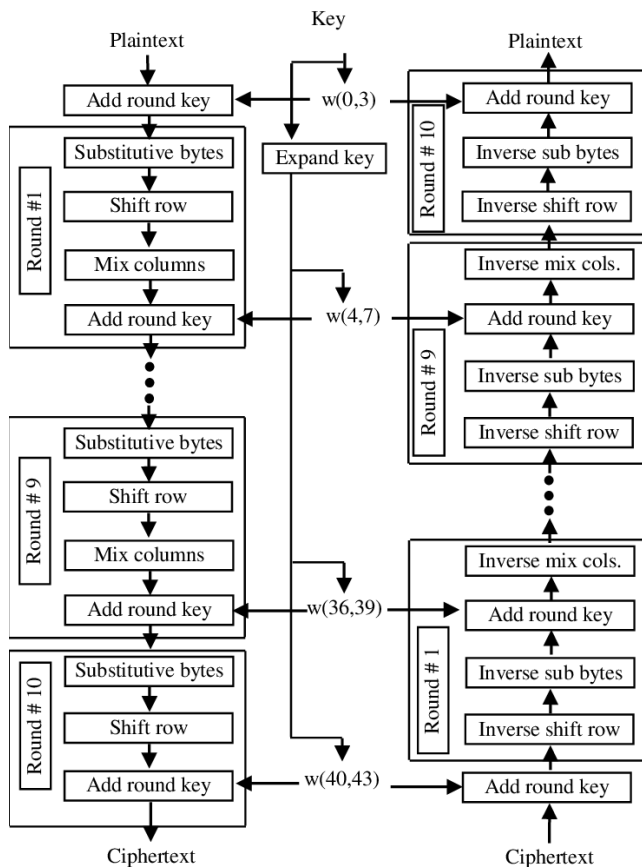 Key
Plaintext
Add round key
Round #1
Substitutive bytes
Shift row
Mix columns
Add round key
Round # 9
Substitutive bytes
Shift row
Mix columns
Add round key
Round # 10
Substitutive bytes
Shift row
Add round key
Ciphertext
w(0,3)
Expand key
w(4,7)
w(36,39)
w(40,43)
Plaintext
Round # 10
Add round key
Inverse sub bytes
Inverse shift row
Round # 9
Inverse mix cols.
Add round key
Inverse sub bytes
Inverse shift row
Round # 1
Inverse mix cols.
Add round key
Inverse sub bytes
Inverse shift row
Add round key
Ciphertext